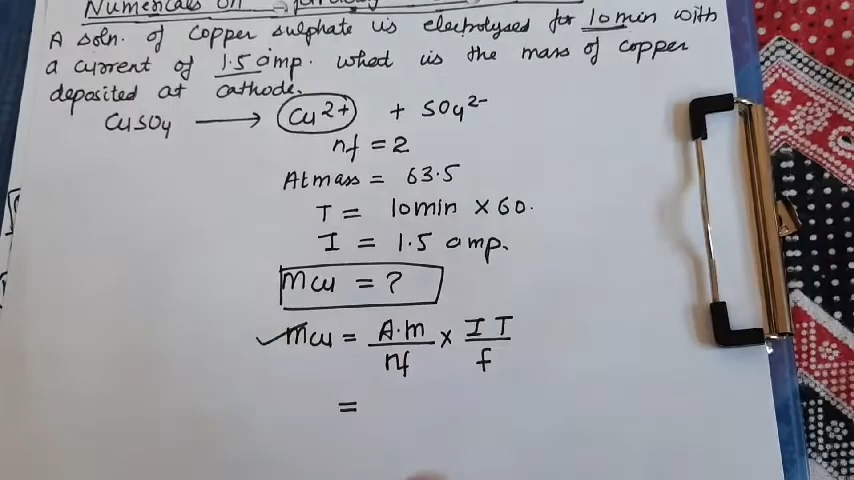 Numericals on
A soln. of copper sulphate is electrolysed for 10 min with
a current of 1.5 amp. what is the mass of copper
deposited at cathode.
CuSO4 ⟶ Cu2+ + SO4 2-
nf = 2
At mass = 63.5
T = 10 min × 60.
I = 1.5 amp.
Mcu = ?
mcu = A.m/nf × I T/f
=